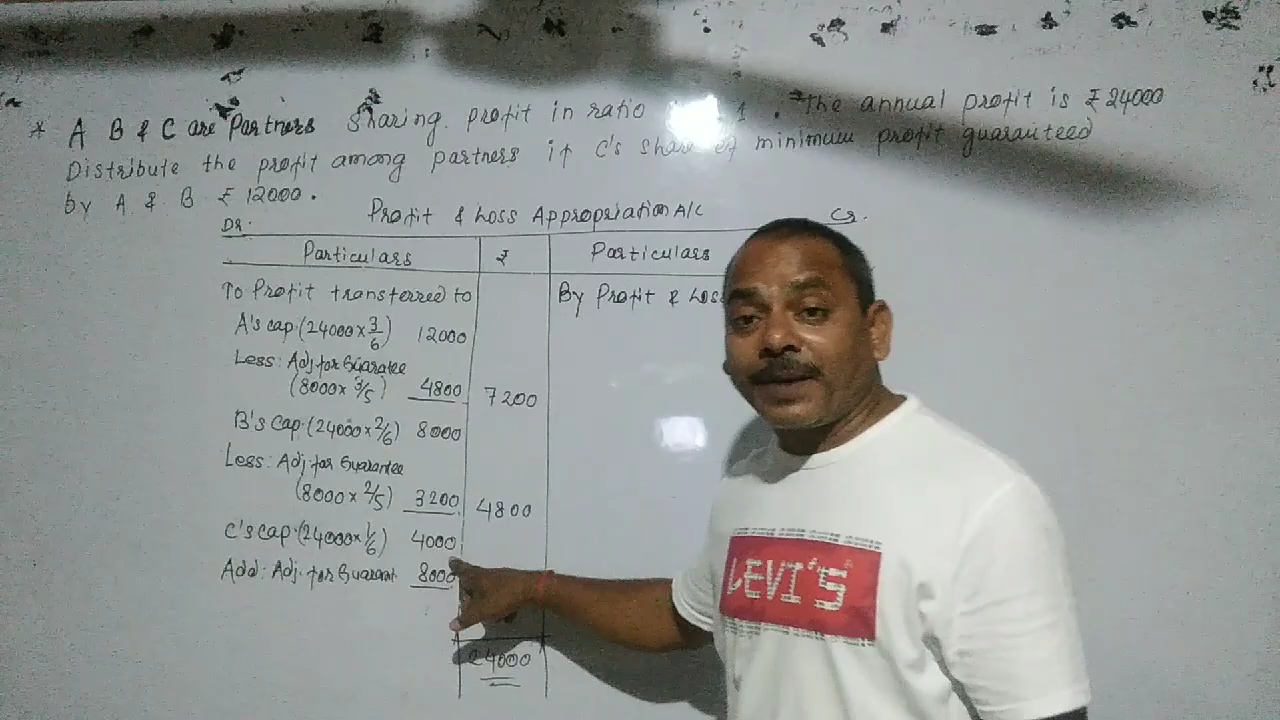 * A B & C are Partners Sharing profit in ratio 1. The annual profit is ₹ 24000
Distribute the profit among partners if C's share of minimum profit guaranteed
by A & B ₹ 12000.
Profit & Loss Appropriation A/C
Dr. Cr.
Particulars ₹ Particulars
To Profit transferred to By Profit & Loss
A's cap. (24000 x 3/6) 12000
Less: Adj for Guaratee
(8000 x 3/5) 4800 7200
B's Cap. (24000 x 2/6) 8000
Less: Adj for Guarantee
(8000 x 2/5) 3200 4800
C's cap. (24000 x 1/6) 4000
Add: Adj. for Guarant 8000
24000
LEVI'S